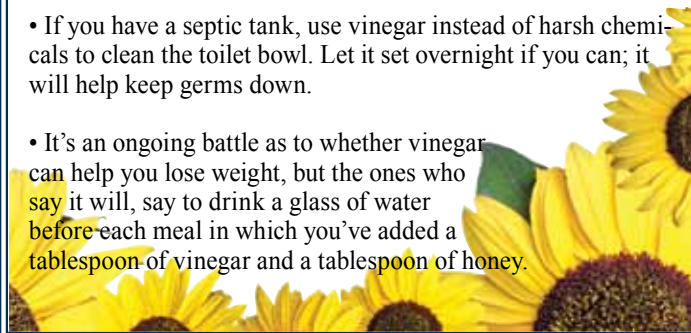 • If you have a septic tank, use vinegar instead of harsh chemi-
cals to clean the toilet bowl. Let it set overnight if you can; it
will help keep germs down.
• It’s an ongoing battle as to whether vinegar
can help you lose weight, but the ones who
say it will, say to drink a glass of water
before each meal in which you’ve added a
tablespoon of vinegar and a tablespoon of honey.